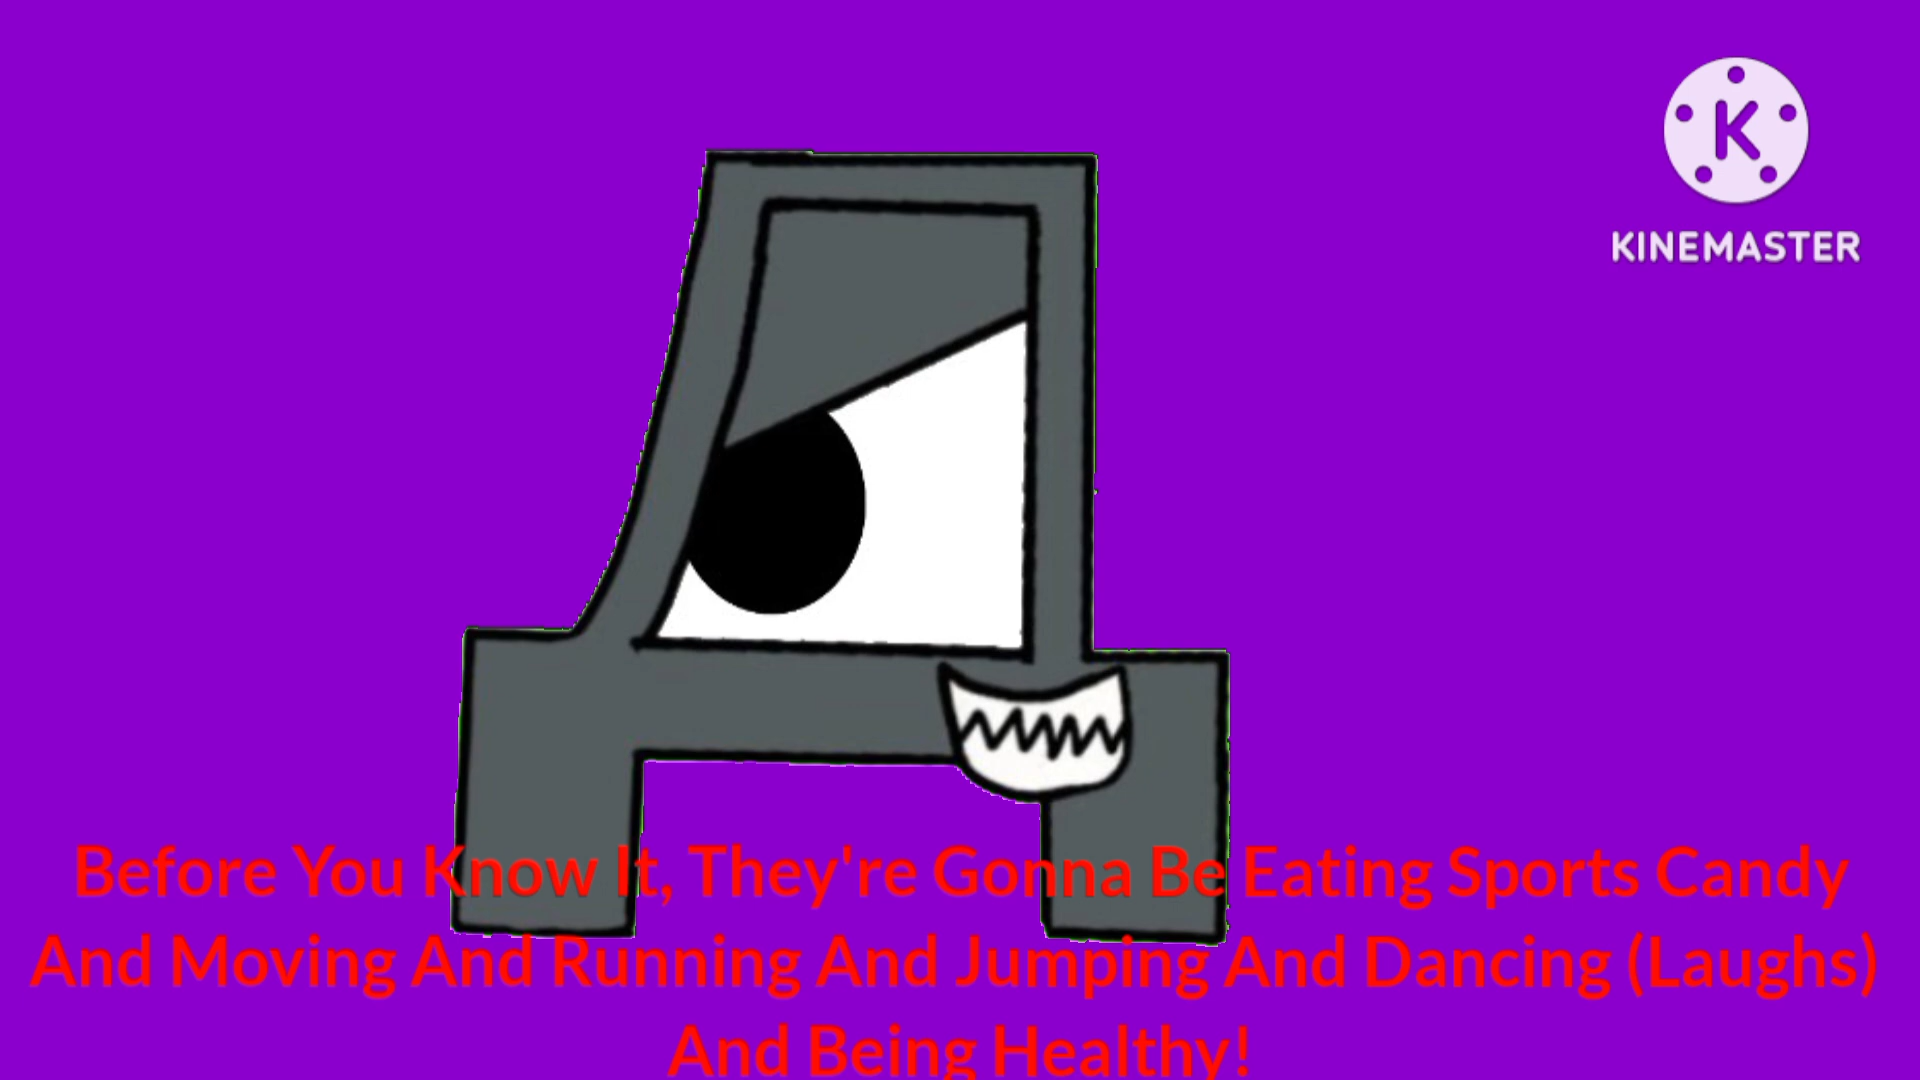 K
KINEMASTER
Before You Know It, They're Gonna Be Eating Sports Candy
And Moving And Running And Jumping And Dancing (Laughs)
And Being Healthy!